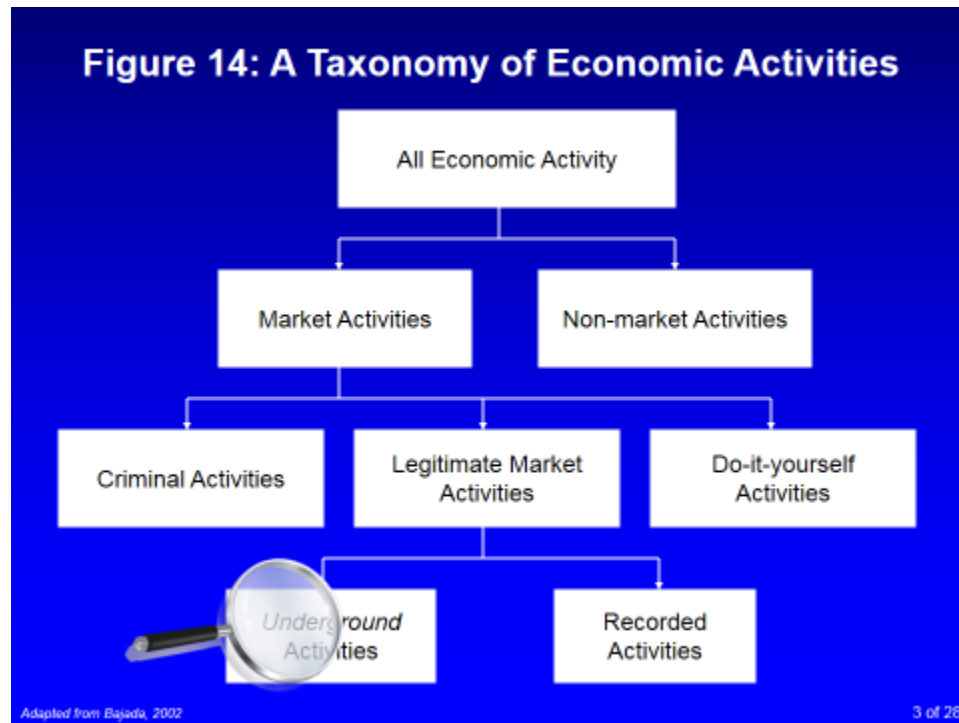 Figure 14: A Taxonomy of Economic Activities
All Economic Activity
Market Activities
Non-market Activities
Criminal Activities
Legitimate Market
Activities
Do-it-yourself
Activities
Underground
Activities
Recorded
Activities
Adapted from Bajada, 2002
3 of 28